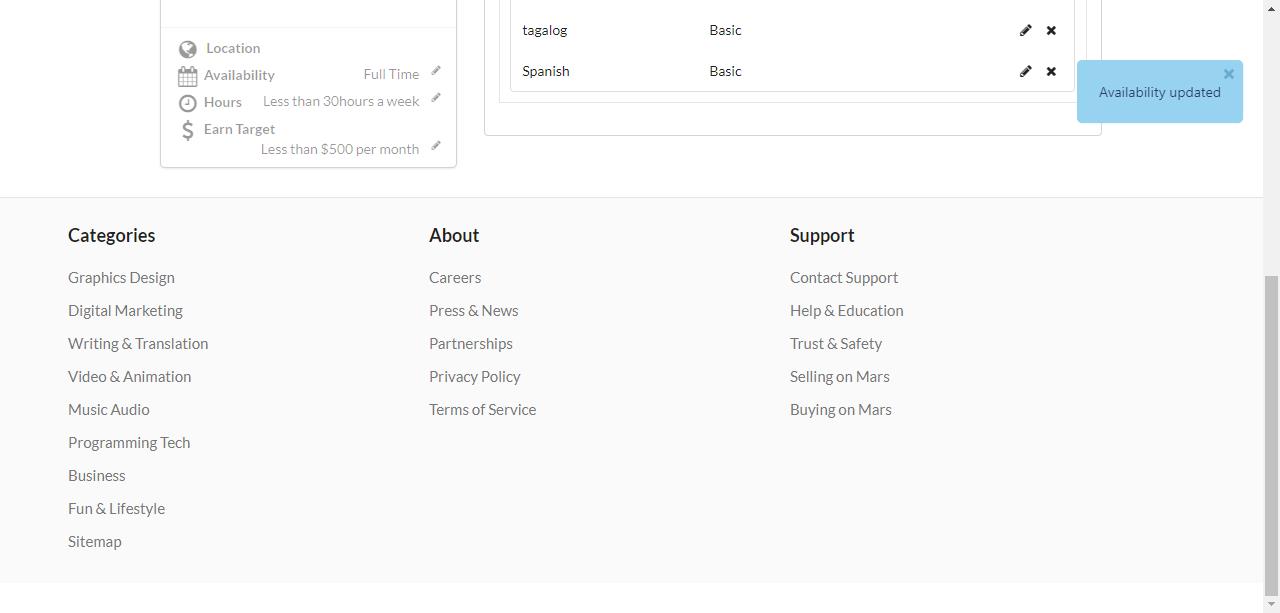 tagalog Basic
Spanish Basic
Availability updated
Location
Availability Full Time
Hours Less than 30hours a week
Earn Target
Less than $500 per month
Categories
Graphics Design
Digital Marketing
Writing & Translation
Video & Animation
Music Audio
Programming Tech
Business
Fun & Lifestyle
Sitemap
About
Careers
Press & News
Partnerships
Privacy Policy
Terms of Service
Support
Contact Support
Help & Education
Trust & Safety
Selling on Mars
Buying on Mars